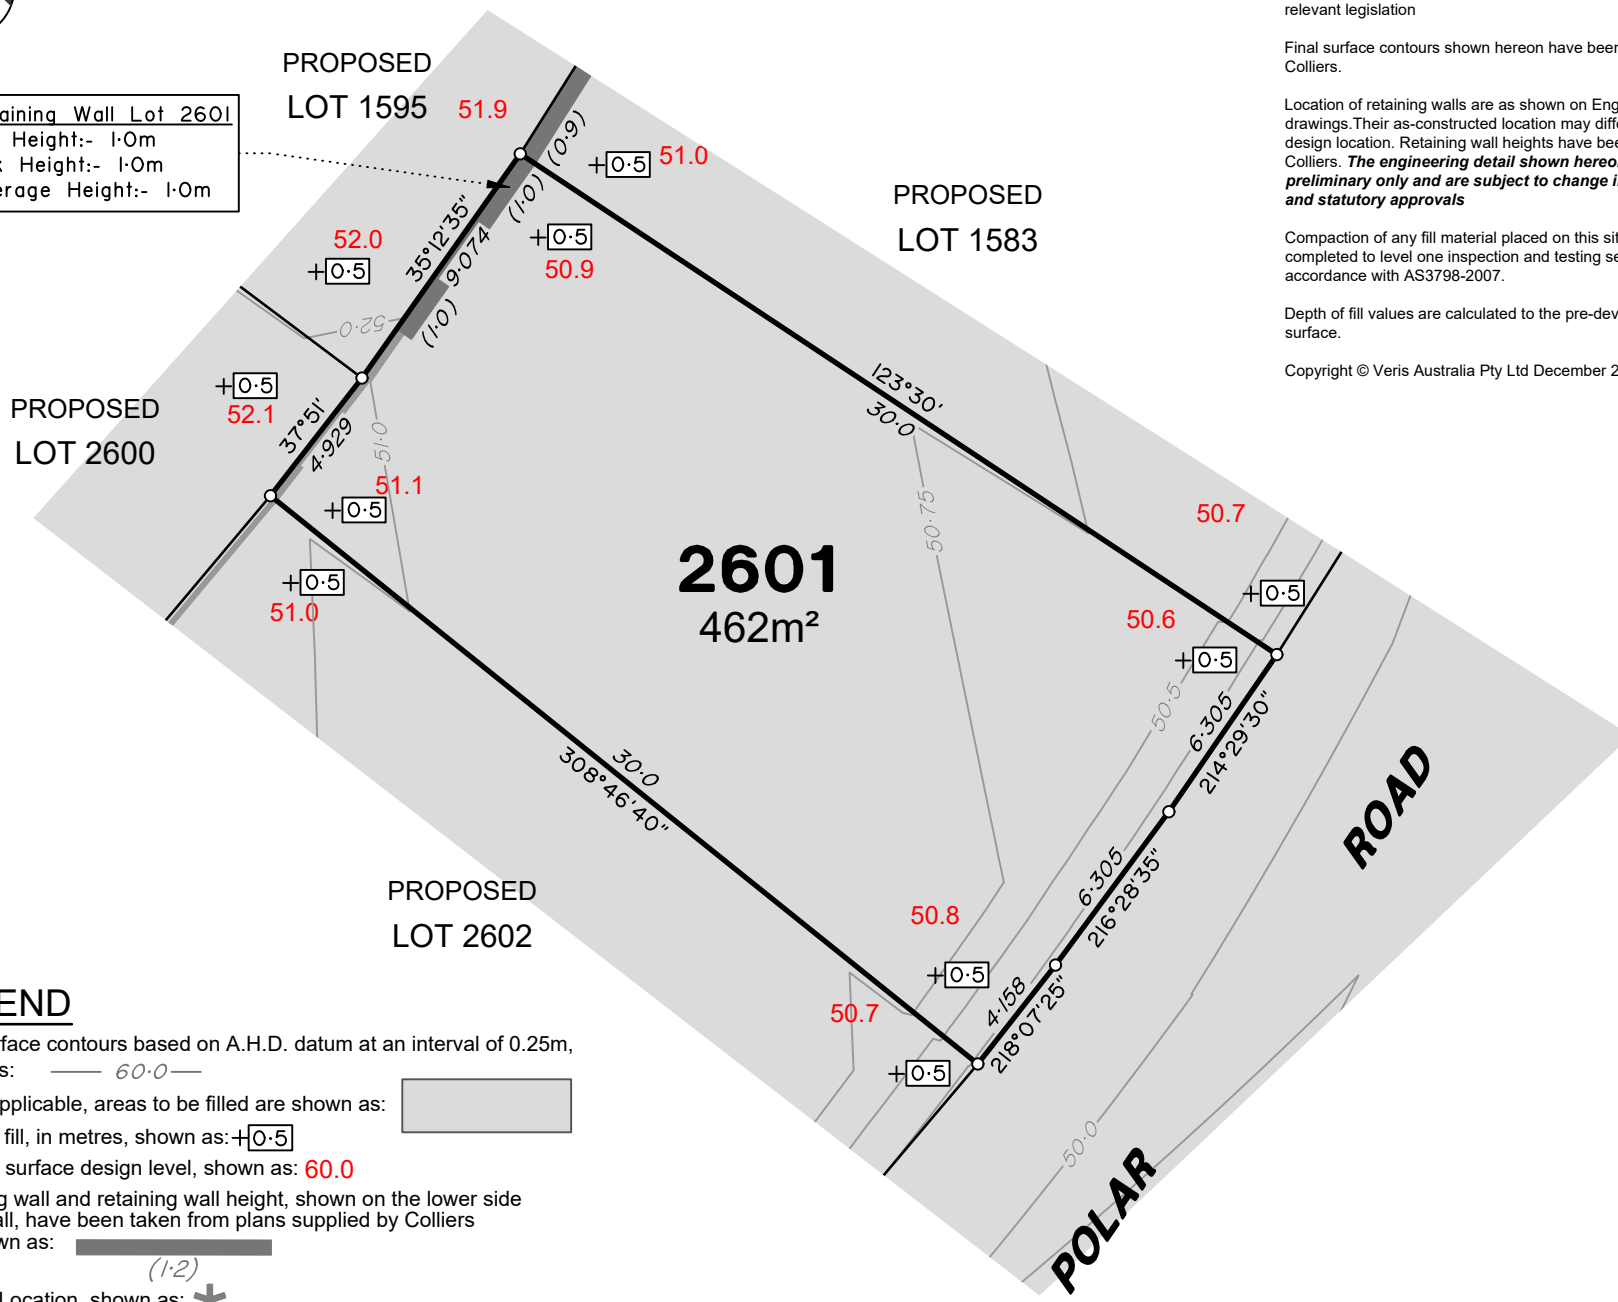 relevant legislation
Final surface contours shown hereon have been
Colliers.
Location of retaining walls are as shown on Eng
drawings.Their as-constructed location may diff
design location. Retaining wall heights have bee
Colliers. The engineering detail shown hereo
preliminary only and are subject to change i
and statutory approvals
Compaction of any fill material placed on this sit
completed to level one inspection and testing se
accordance with AS3798-2007.
Depth of fill values are calculated to the pre-dev
surface.
Copyright © Veris Australia Pty Ltd December 2
aining Wall Lot 2601
Height:- 1·0m
x Height:- 1·0m
erage Height:- 1·0m
PROPOSED
LOT 1595
51.9
(0·9)
+0·5
51.0
(1·0)
+0·5
50.9
52.0
+0·5
35°12'35"
9·074
(1·0)
52·0
PROPOSED
LOT 1583
123°30'
30·0
+0·5
52.1
PROPOSED
LOT 2600
37°51'
4·929
51·0
51.1
+0·5
+0·5
51.0
50·75
2601
462m²
50.7
+0·5
50.6
+0·5
50·5
6·305
214°29'30"
30·0
308°46'40"
6·305
216°28'35"
ROAD
PROPOSED
LOT 2602
50.8
+0·5
50.7
4·158
218°07'25"
+0·5
50·0
POLAR
END
face contours based on A.H.D. datum at an interval of 0.25m,
s: 60·0
pplicable, areas to be filled are shown as:
fill, in metres, shown as: +0·5
surface design level, shown as: 60.0
g wall and retaining wall height, shown on the lower side
all, have been taken from plans supplied by Colliers
wn as:
(1·2)
Location, shown as: